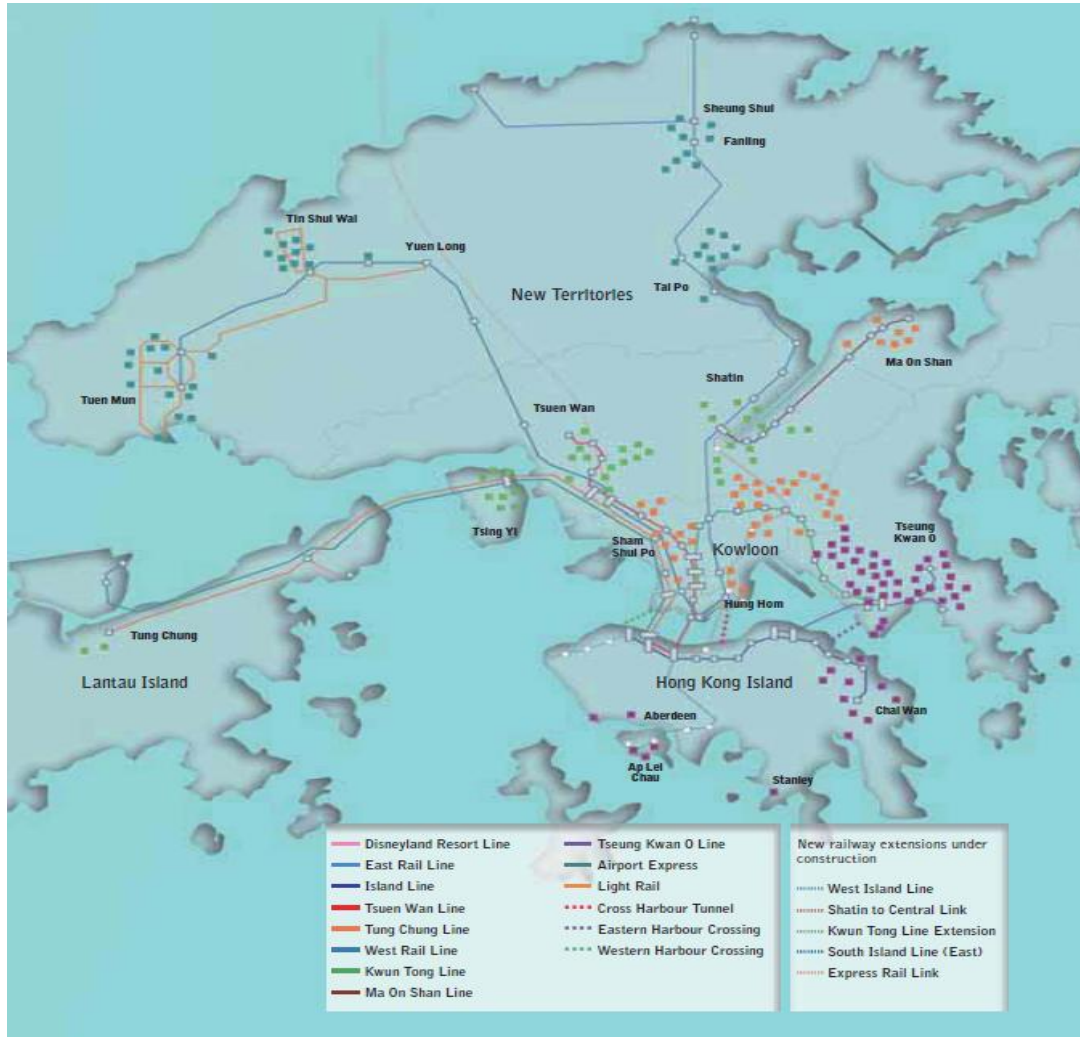 Sheung Shui
Fanling
Tin Shui Wai
Yuen Long
New Territories
Tai Po
Ma On Shan
Shatin
Tuen Mun
Tsuen Wan
Tsing Yi
Sham
Shui Po
Kowloon
Tseung
Kwan O
Hung Hom
Tung Chung
Lantau Island
Hong Kong Island
Chai Wan
Aberdeen
Ap Lei
Chau
Stanley
Disneyland Resort Line
East Rail Line
Island Line
Tsuen Wan Line
Tung Chung Line
West Rail Line
Kwun Tong Line
Ma On Shan Line
Tseung Kwan O Line
Airport Express
Light Rail
Cross Harbour Tunnel
Eastern Harbour Crossing
Western Harbour Crossing
New railway extensions under
construction
West Island Line
Shatin to Central Link
Kwun Tong Line Extension
South Island Line (East)
Express Rail Link